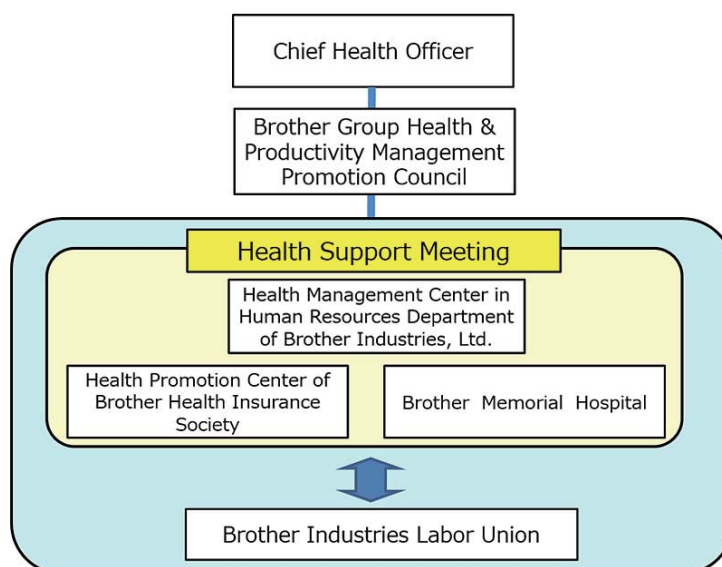 Chief Health Officer
Brother Group Health &
Productivity Management
Promotion Council
Health Support Meeting
Health Management Center in
Human Resources Department
of Brother Industries, Ltd.
Health Promotion Center of
Brother Health Insurance
Society
Brother Memorial Hospital
Brother Industries Labor Union